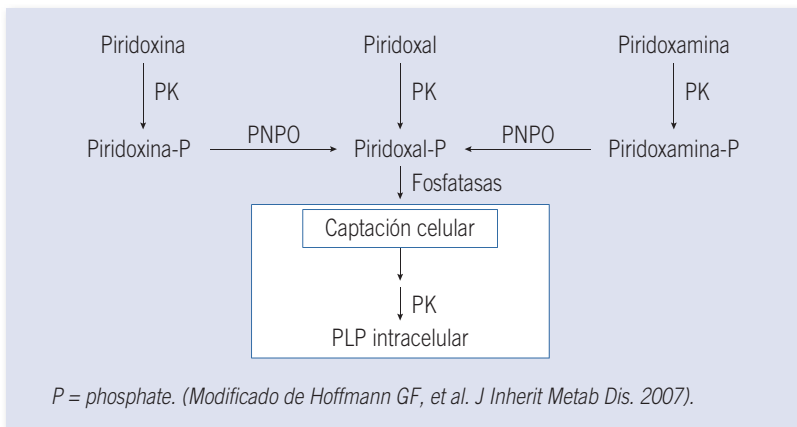 Piridoxina Piridoxal Piridoxamina
PK PK PK
Piridoxina-P PNPO Piridoxal-P PNPO Piridoxamina-P
Fosfatasas
Captación celular
PK
PLP intracelular
P = phosphate. (Modificado de Hoffmann GF, et al. J Inherit Metab Dis. 2007).